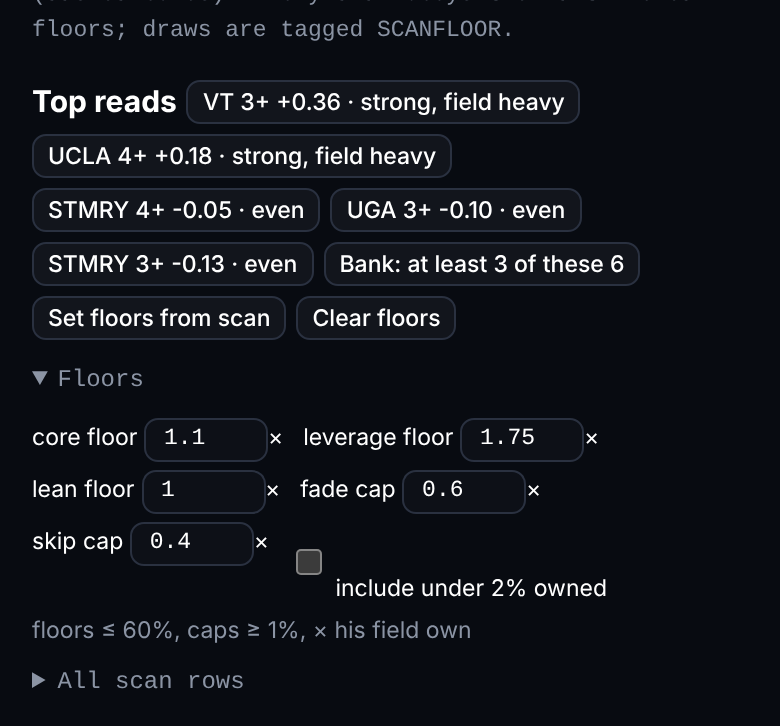 floors; draws are tagged SCANFLOOR.
Top reads VT 3+ +0.36 · strong, field heavy
UCLA 4+ +0.18 · strong, field heavy
STMRY 4+ -0.05 · even UGA 3+ -0.10 · even
STMRY 3+ -0.13 · even Bank: at least 3 of these 6
Set floors from scan Clear floors
▼ Floors
core floor 1.1 × leverage floor 1.75 ×
lean floor 1 × fade cap 0.6 ×
skip cap 0.4 ×
include under 2% owned
floors ≤ 60%, caps ≥ 1%, × his field own
▶ All scan rows